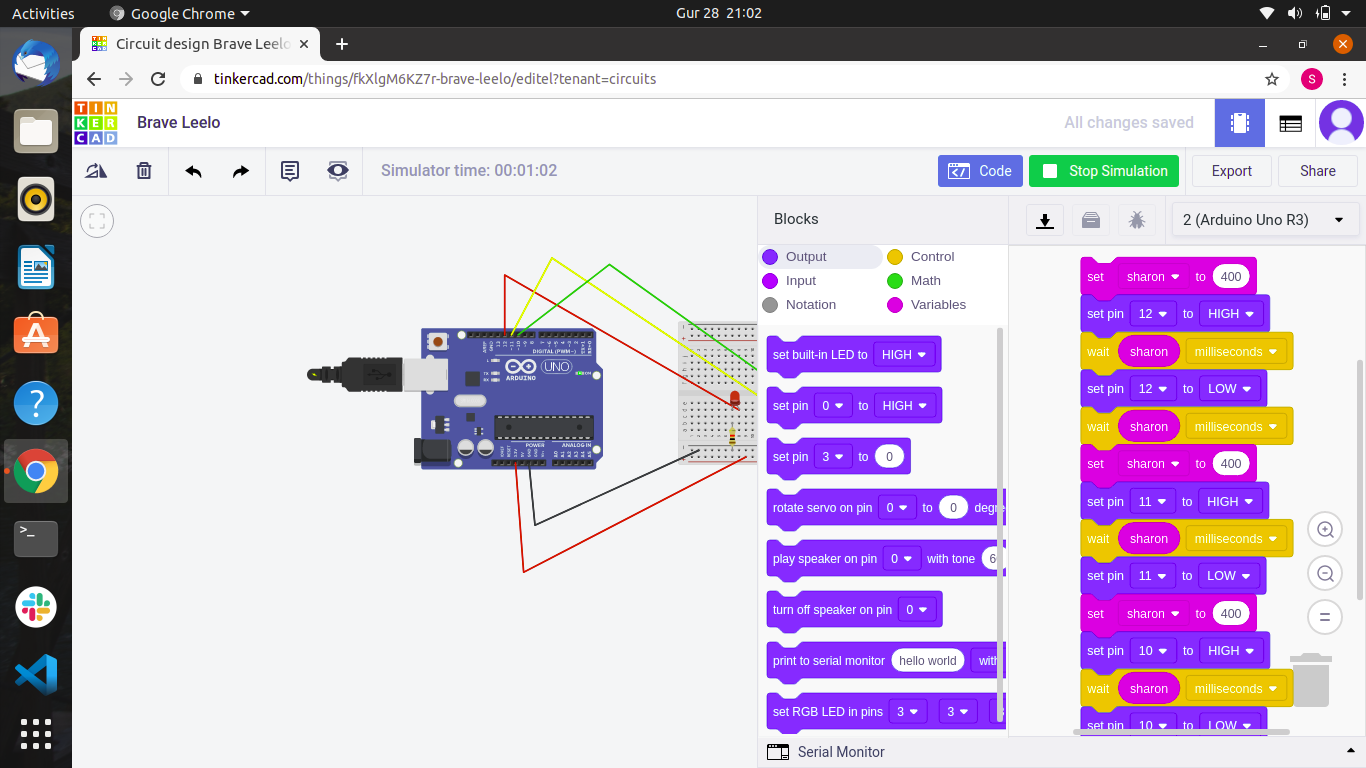 Activities
Google Chrome
Gur 28 21:02
Circuit design Brave Leelo
tinkercad.com/things/fkXlgM6KZ7r-brave-leelo/editel?tenant=circuits
S
TIN
KER
CAD
Brave Leelo
All changes saved
Simulator time: 00:01:02
Code
Stop Simulation
Export
Share
Blocks
2 (Arduino Uno R3)
Output
Control
Input
Math
Notation
Variables
set built-in LED to HIGH
set pin 0 to HIGH
set pin 3 to 0
rotate servo on pin 0 to 0 degre
play speaker on pin 0 with tone 6
turn off speaker on pin 0
print to serial monitor hello world with
set RGB LED in pins 3 3 3
set sharon to 400
set pin 12 to HIGH
wait sharon milliseconds
set pin 12 to LOW
wait sharon milliseconds
set sharon to 400
set pin 11 to HIGH
wait sharon milliseconds
set pin 11 to LOW
set sharon to 400
set pin 10 to HIGH
wait sharon milliseconds
set pin 10 to LOW
DIGITAL (PWM~)
UNO
ARDUINO
POWER
ANALOG IN
Serial Monitor